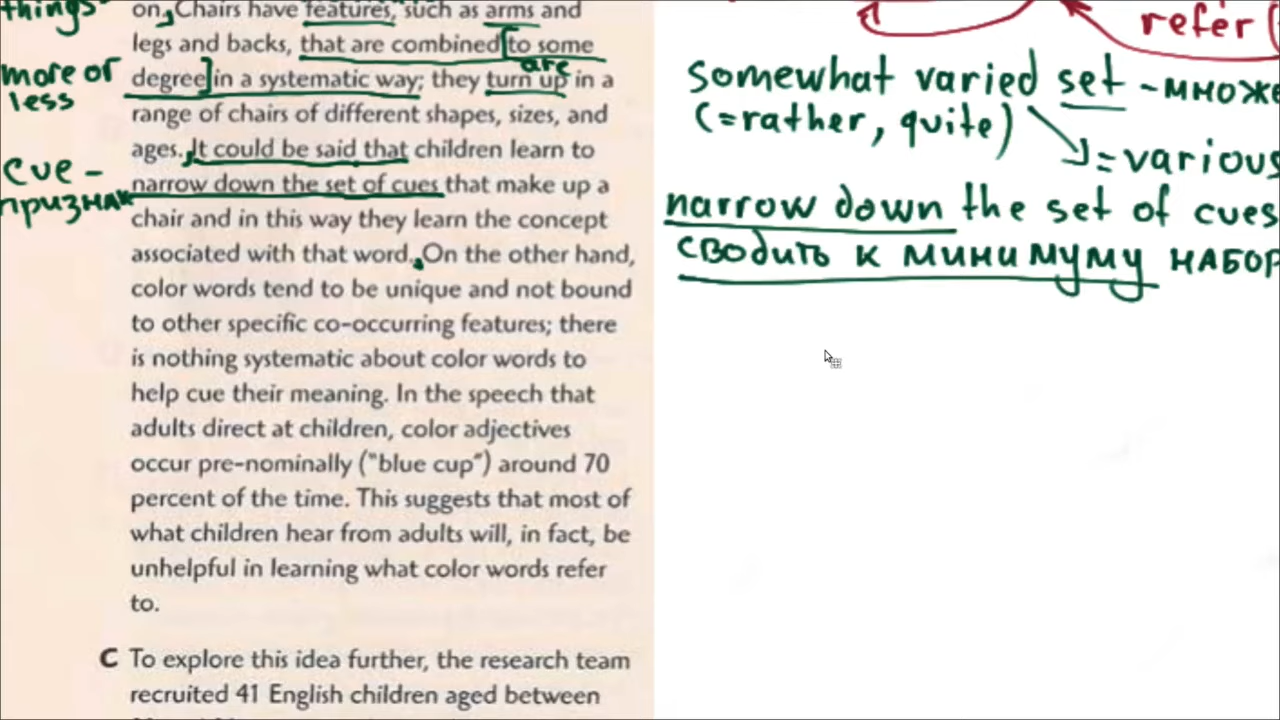 things
on, Chairs have features, such as arms and
legs and backs, that are combined [to some
more or
less
degree] in a systematic way; they turn up in a
are
range of chairs of different shapes, sizes, and
ages. It could be said that children learn to
cue -
признак
narrow down the set of cues that make up a
chair and in this way they learn the concept
associated with that word. On the other hand,
color words tend to be unique and not bound
to other specific co-occurring features; there
is nothing systematic about color words to
help cue their meaning. In the speech that
adults direct at children, color adjectives
occur pre-nominally ("blue cup") around 70
percent of the time. This suggests that most of
what children hear from adults will, in fact, be
unhelpful in learning what color words refer
to.
C To explore this idea further, the research team
recruited 41 English children aged between
refer (
somewhat varied set - множе
(=rather, quite)
= various
narrow down the set of cues
сводить к минимуму набор